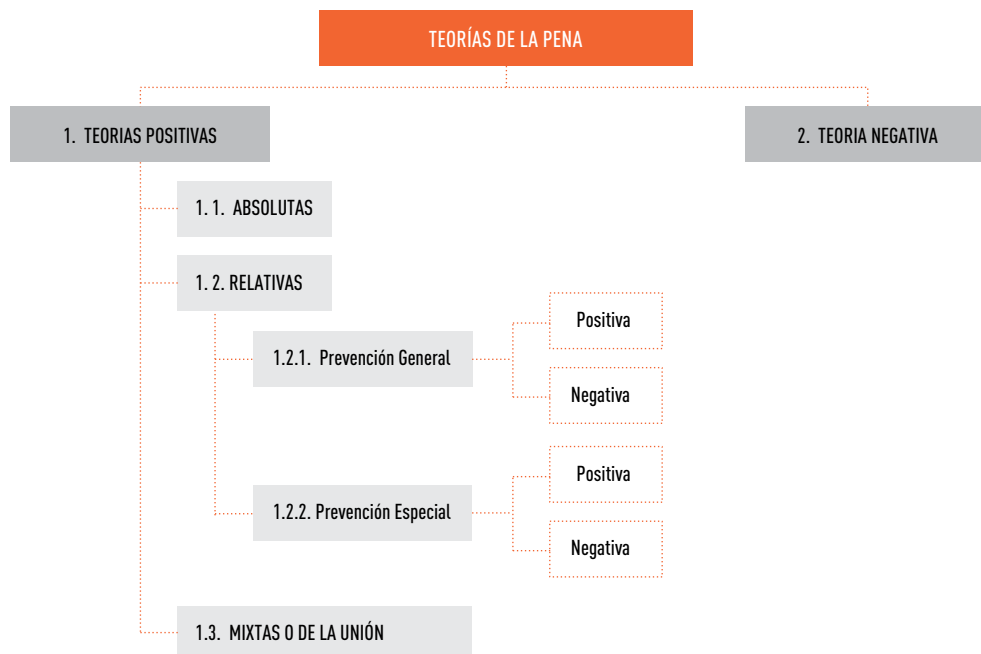 TEORÍAS DE LA PENA
1. TEORIAS POSITIVAS
2. TEORIA NEGATIVA
1. 1. ABSOLUTAS
1. 2. RELATIVAS
1.2.1. Prevención General
Positiva
Negativa
1.2.2. Prevención Especial
Positiva
Negativa
1.3. MIXTAS O DE LA UNIÓN